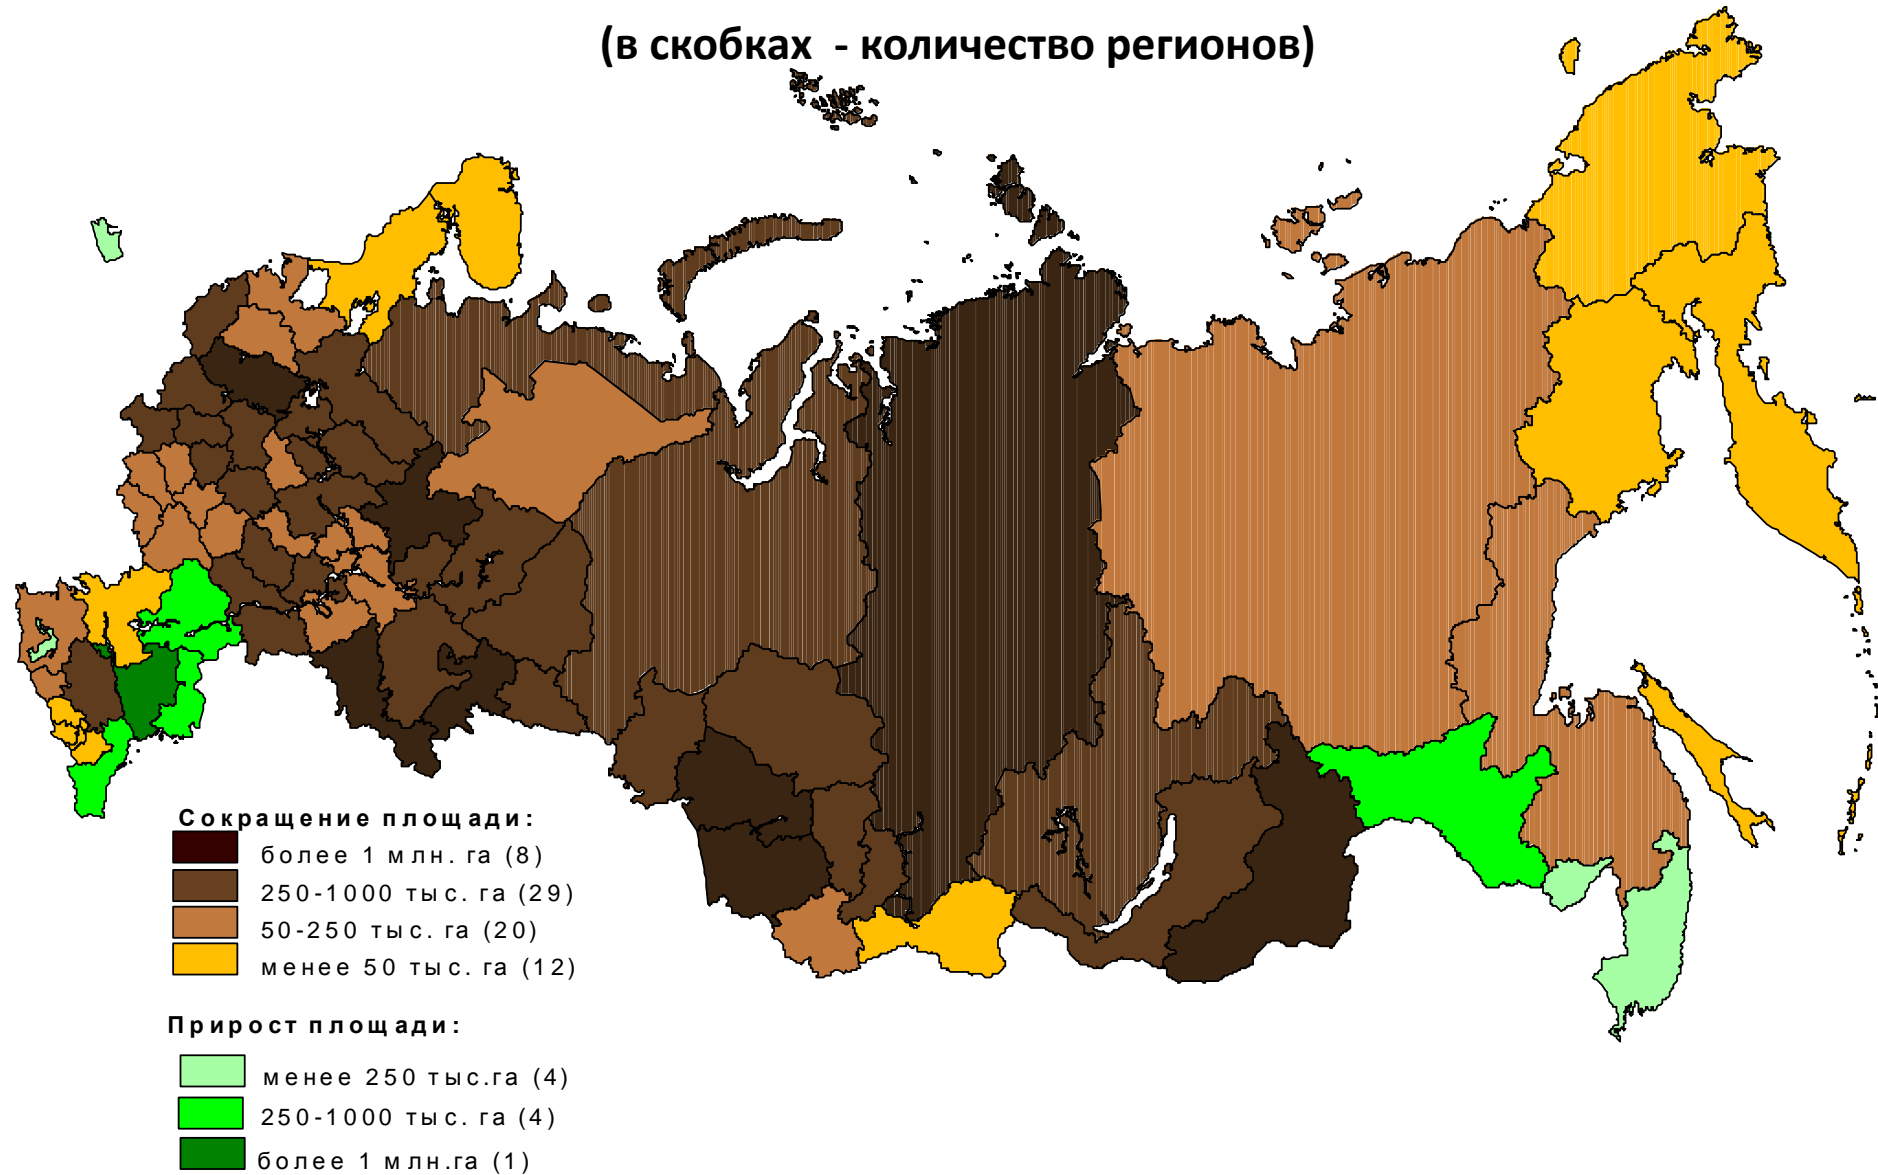 (в скобках - количество регионов)
Сокращение площади:
более 1 млн. га (8)
250-1000 тыс. га (29)
50-250 тыс. га (20)
менее 50 тыс. га (12)
Прирост площади:
менее 250 тыс.га (4)
250-1000 тыс. га (4)
более 1 млн.га (1)